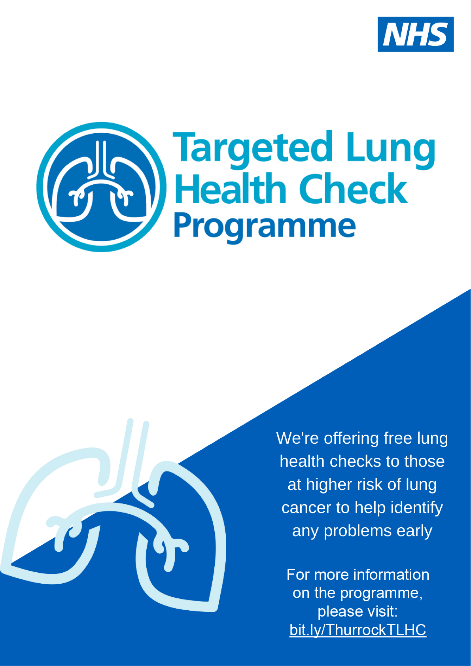 NHS
Targeted Lung
Health Check
Programme
We're offering free lung
health checks to those
at higher risk of lung
cancer to help identify
any problems early
For more information
on the programme,
please visit:
bit.ly/ThurrockTLHC